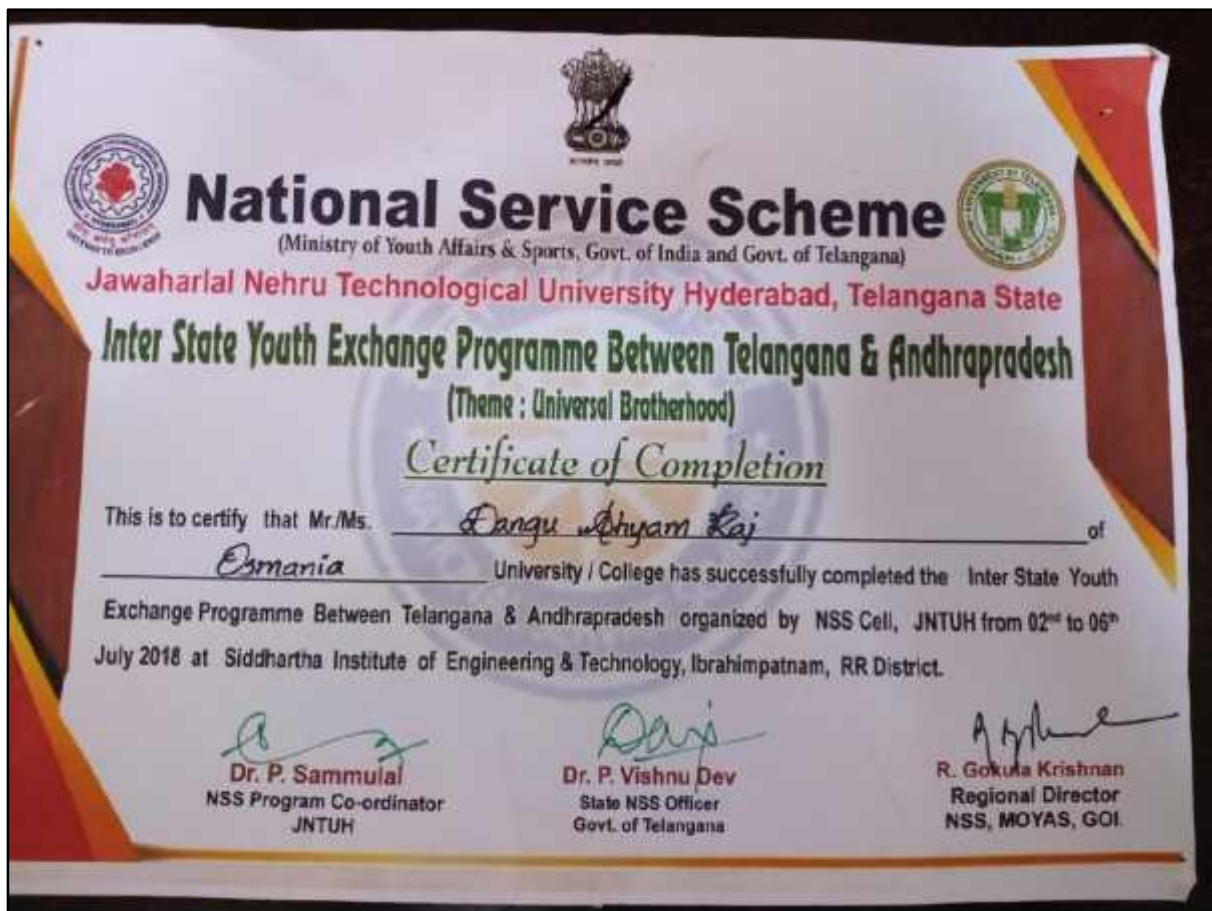 National Service Scheme
(Ministry of Youth Affairs & Sports, Govt. of India and Govt. of Telangana)
Jawaharlal Nehru Technological University Hyderabad, Telangana State
Inter State Youth Exchange Programme Between Telangana & Andhrapradesh
(Theme : Universal Brotherhood)
Certificate of Completion
This is to certify that Mr./Ms. Dangu Shyam Raj of
Osmania University / College has successfully completed the Inter State Youth
Exchange Programme Between Telangana & Andhrapradesh organized by NSS Cell, JNTUH from 02nd to 06th
July 2018 at Siddhartha Institute of Engineering & Technology, Ibrahimpatnam, RR District.
Dr. P. Sammulal
NSS Program Co-ordinator
JNTUH
Dr. P. Vishnu Dev
State NSS Officer
Govt. of Telangana
R. Gokula Krishnan
Regional Director
NSS, MOYAS, GOI.